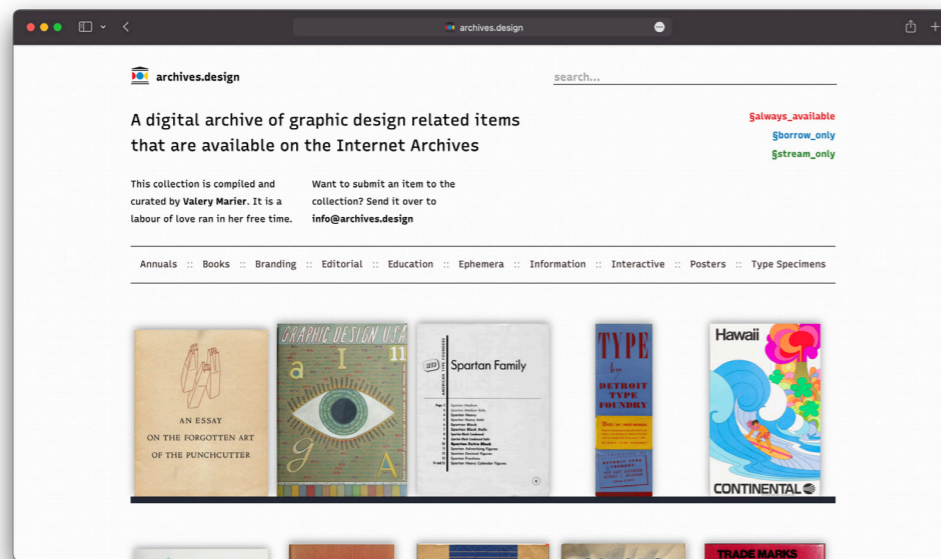 archives.design
archives.design
search...
A digital archive of graphic design related items
that are available on the Internet Archives
§always_available
§borrow_only
§stream_only
This collection is compiled and
curated by Valery Marier. It is a
labour of love ran in her free time.
Want to submit an item to the
collection? Send it over to
info@archives.design
Annuals :: Books :: Branding :: Editorial :: Education :: Ephemera :: Information :: Interactive :: Posters :: Type Specimens
AN ESSAY
ON THE FORGOTTEN ART
OF THE PUNCHCUTTER
GRAPHIC DESIGN USA
11
a I
g A
Spartan Family
TYPE
DETROIT
TYPE
FOUNDRY
Hawaii
CONTINENTAL
TRADE MARKS